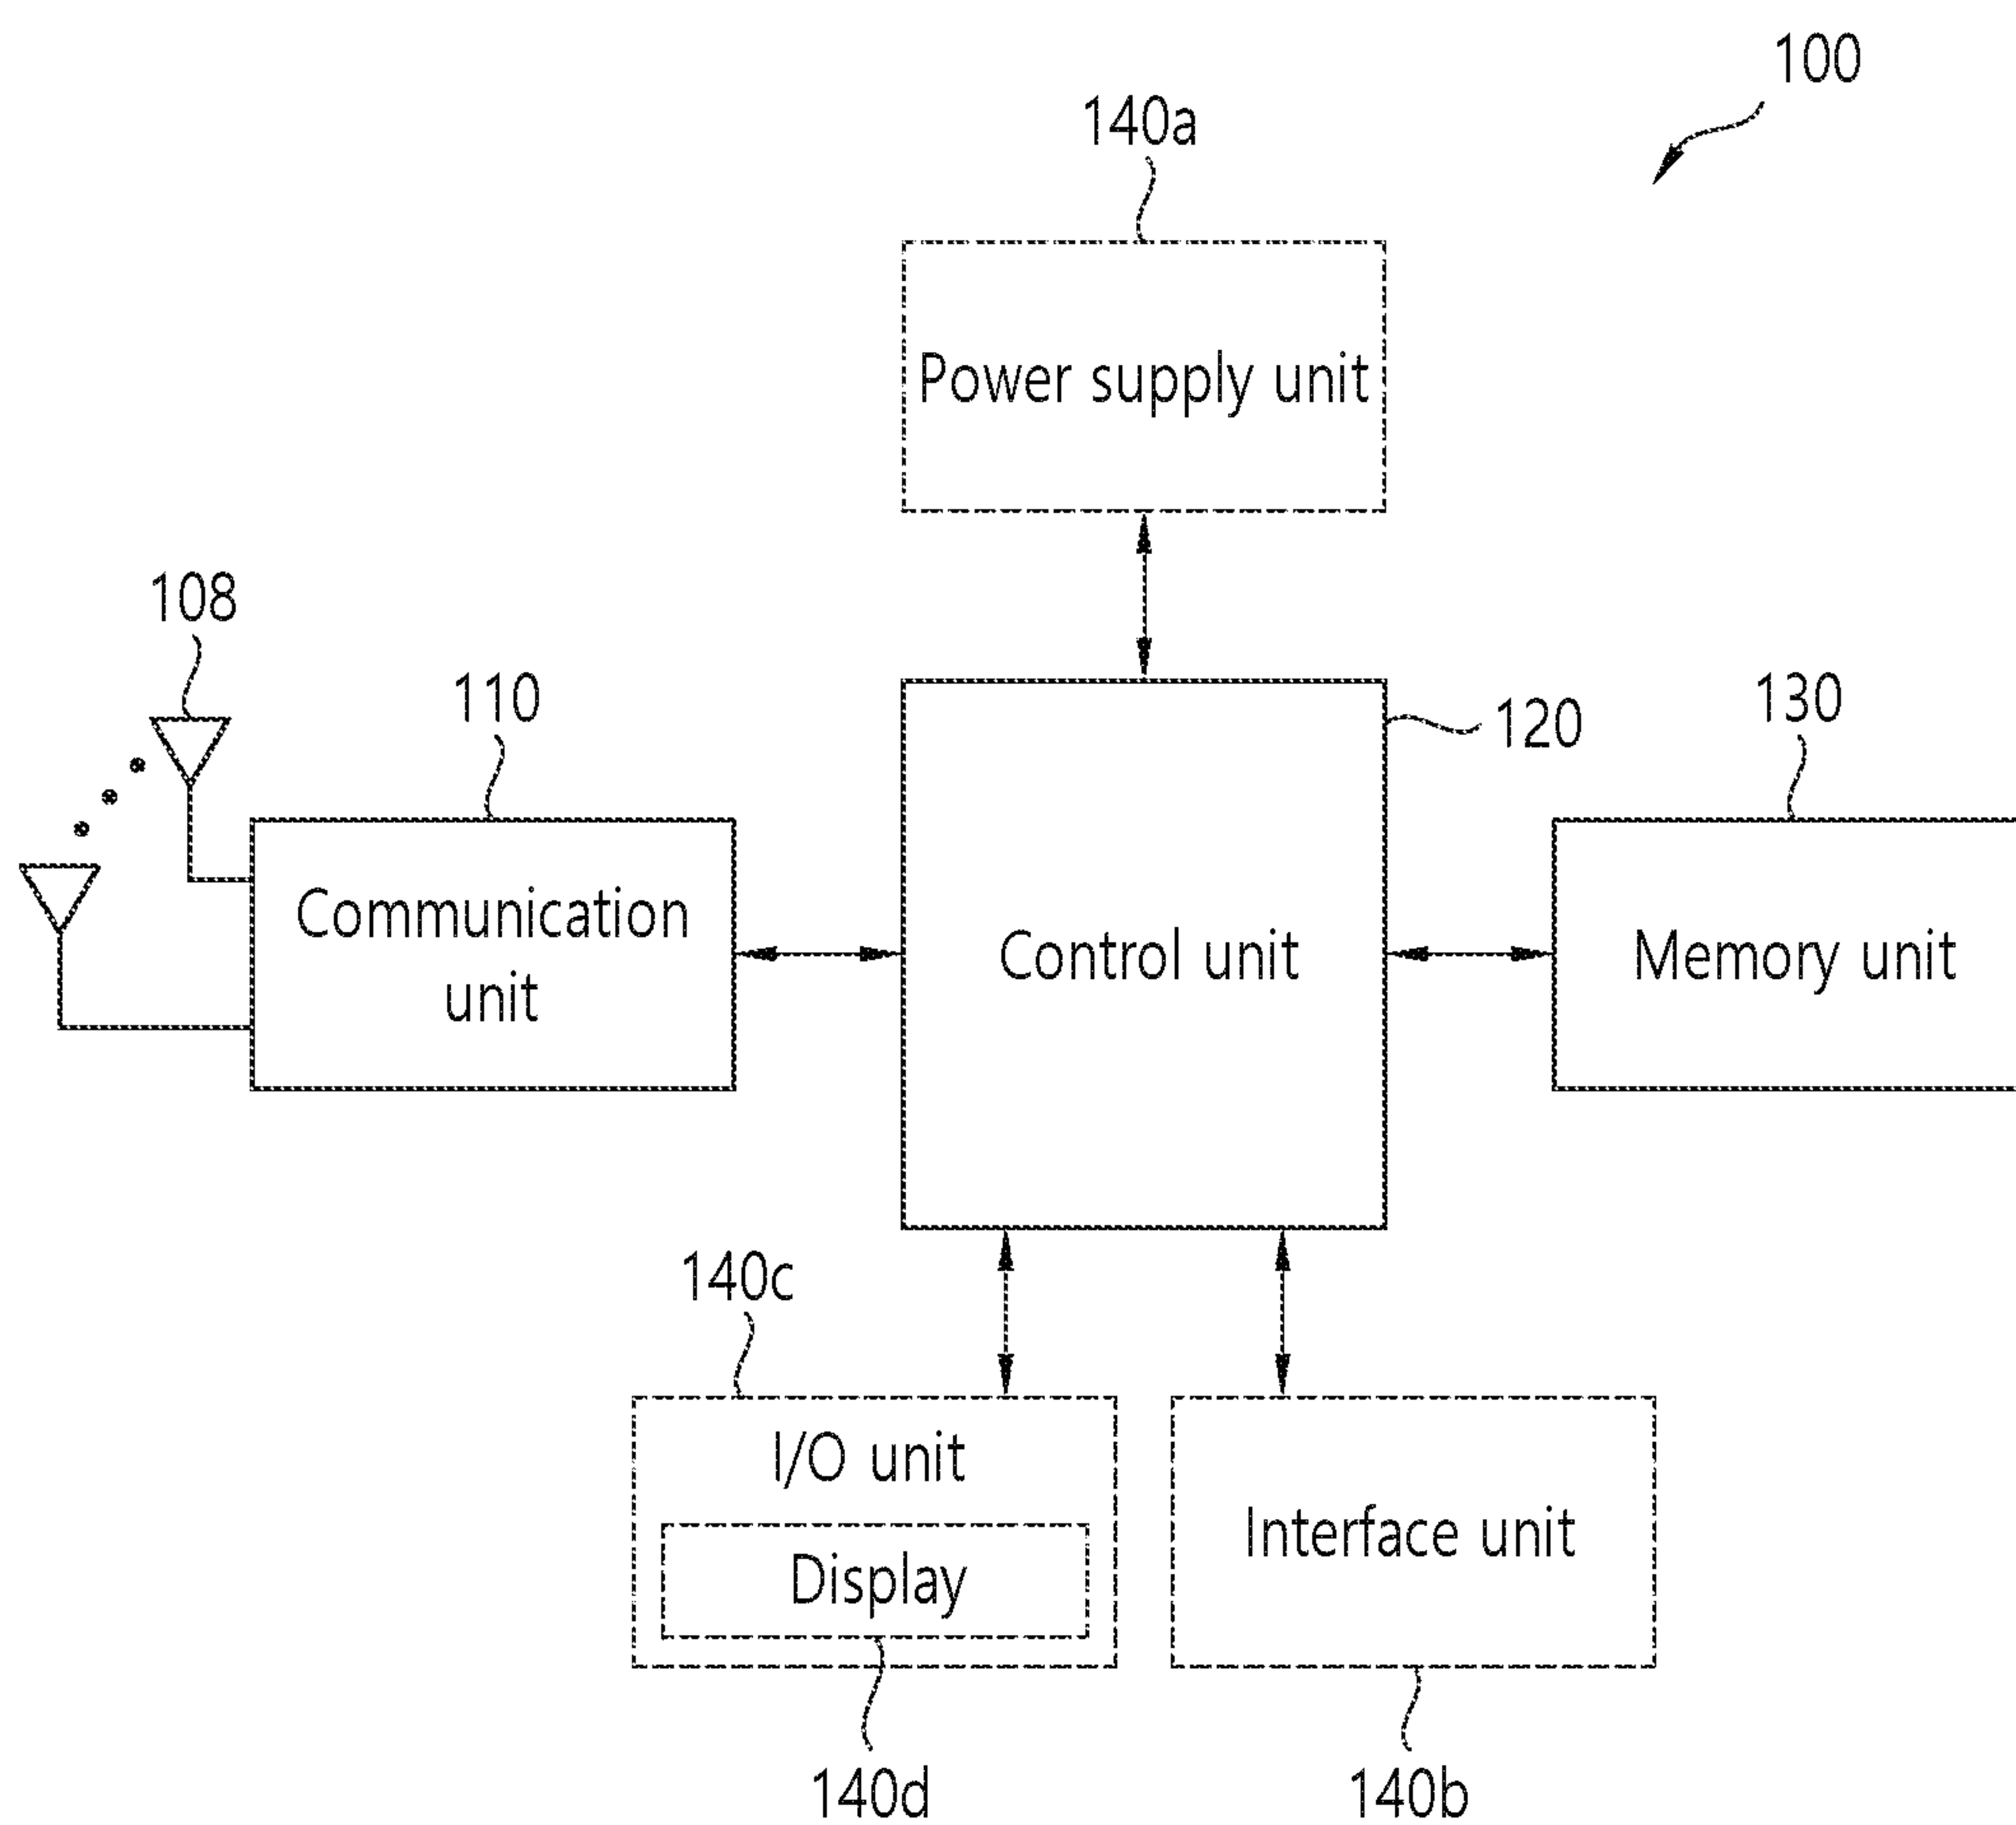 100
140a
Power supply unit
108
110
120
130
Communication
unit
Control unit
Memory unit
140c
I/O unit
Display
Interface unit
140d
140b